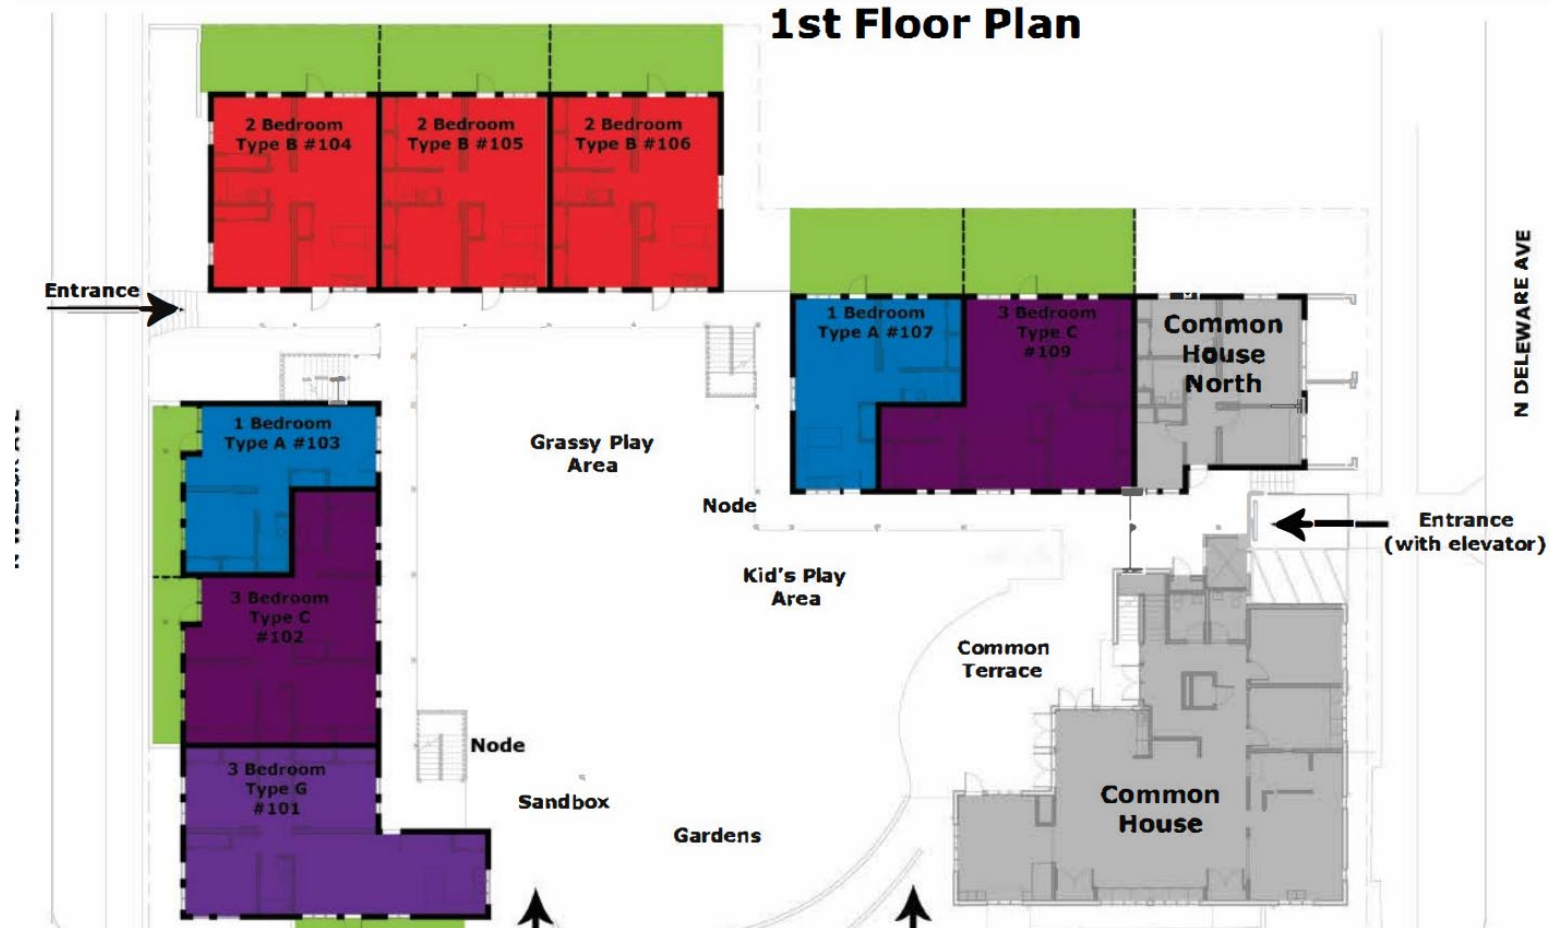 1st Floor Plan
2 Bedroom
Type B #104
2 Bedroom
Type B #105
2 Bedroom
Type B #106
Entrance
1 Bedroom
Type A #107
3 Bedroom
Type C
#109
Common
House
North
N DELEWARE AVE
1 Bedroom
Type A #103
Grassy Play
Area
Node
Entrance
(with elevator)
Kid's Play
Area
3 Bedroom
Type C
#102
Common
Terrace
Node
3 Bedroom
Type G
#101
Sandbox
Gardens
Common
House